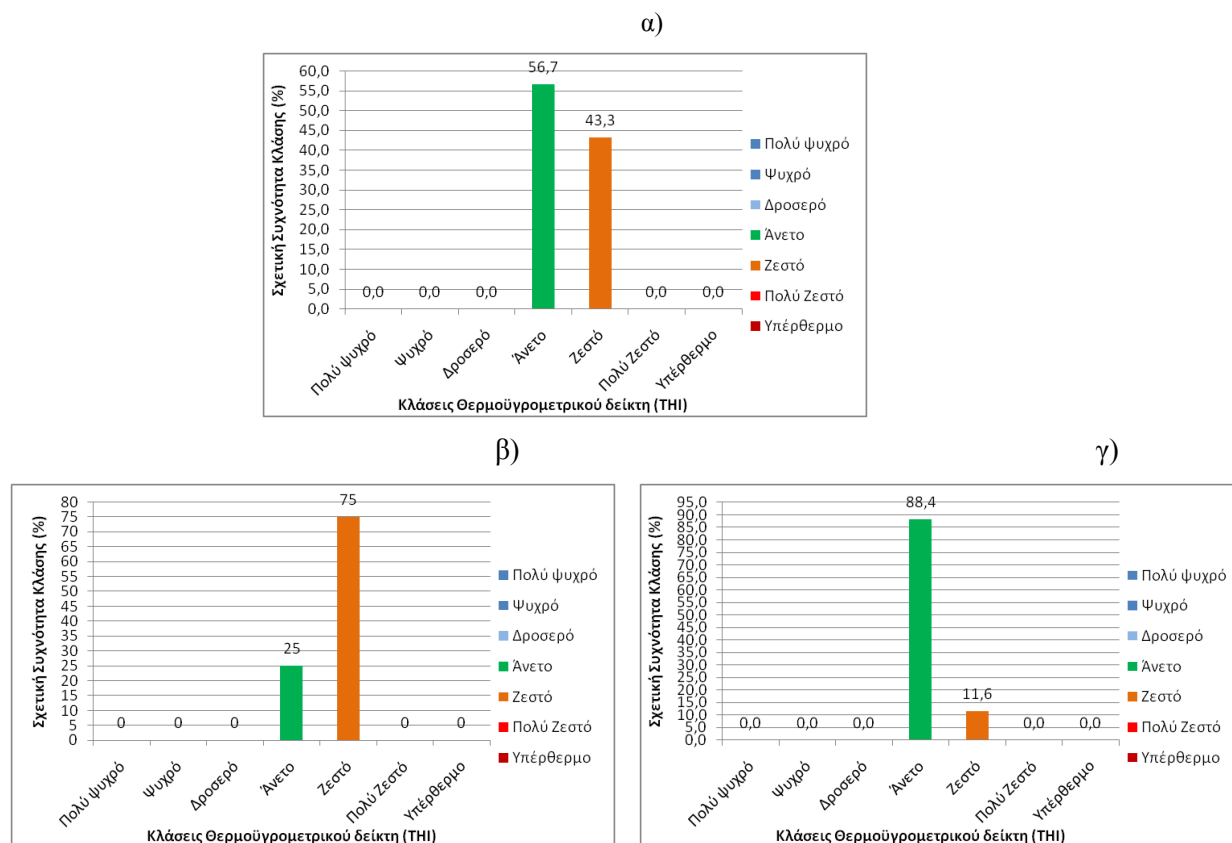 α)
Σχετική Συχνότητα Κλάσης (%)
60,0
55,0
50,0
45,0
40,0
35,0
30,0
25,0
20,0
15,0
10,0
5,0
0,0
0,0 0,0 0,0 56,7 43,3 0,0 0,0
Πολύ ψυχρό Ψυχρό Δροσερό Άνετο Ζεστό Πολύ Ζεστό Υπέρθερμο
Κλάσεις Θερμοϋγρομετρικού δείκτη (THI)
Πολύ ψυχρό
Ψυχρό
Δροσερό
Άνετο
Ζεστό
Πολύ Ζεστό
Υπέρθερμο
β)
Σχετική Συχνότητα Κλάσης (%)
80
75
70
65
60
55
50
45
40
35
30
25
20
15
10
5
0
0 0 0 25 75 0 0
Πολύ ψυχρό Ψυχρό Δροσερό Άνετο Ζεστό Πολύ Ζεστό Υπέρθερμο
Κλάσεις Θερμοϋγρομετρικού δείκτη (THI)
Πολύ ψυχρό
Ψυχρό
Δροσερό
Άνετο
Ζεστό
Πολύ Ζεστό
Υπέρθερμο
γ)
Σχετική Συχνότητα Κλάσης (%)
95,0
90,0
85,0
80,0
75,0
70,0
65,0
60,0
55,0
50,0
45,0
40,0
35,0
30,0
25,0
20,0
15,0
10,0
5,0
0,0
0,0 0,0 0,0 88,4 11,6 0,0 0,0
Πολύ ψυχρό Ψυχρό Δροσερό Άνετο Ζεστό Πολύ Ζεστό Υπέρθερμο
Κλάσεις Θερμοϋγρομετρικού δείκτη (THI)
Πολύ ψυχρό
Ψυχρό
Δροσερό
Άνετο
Ζεστό
Πολύ Ζεστό
Υπέρθερμο